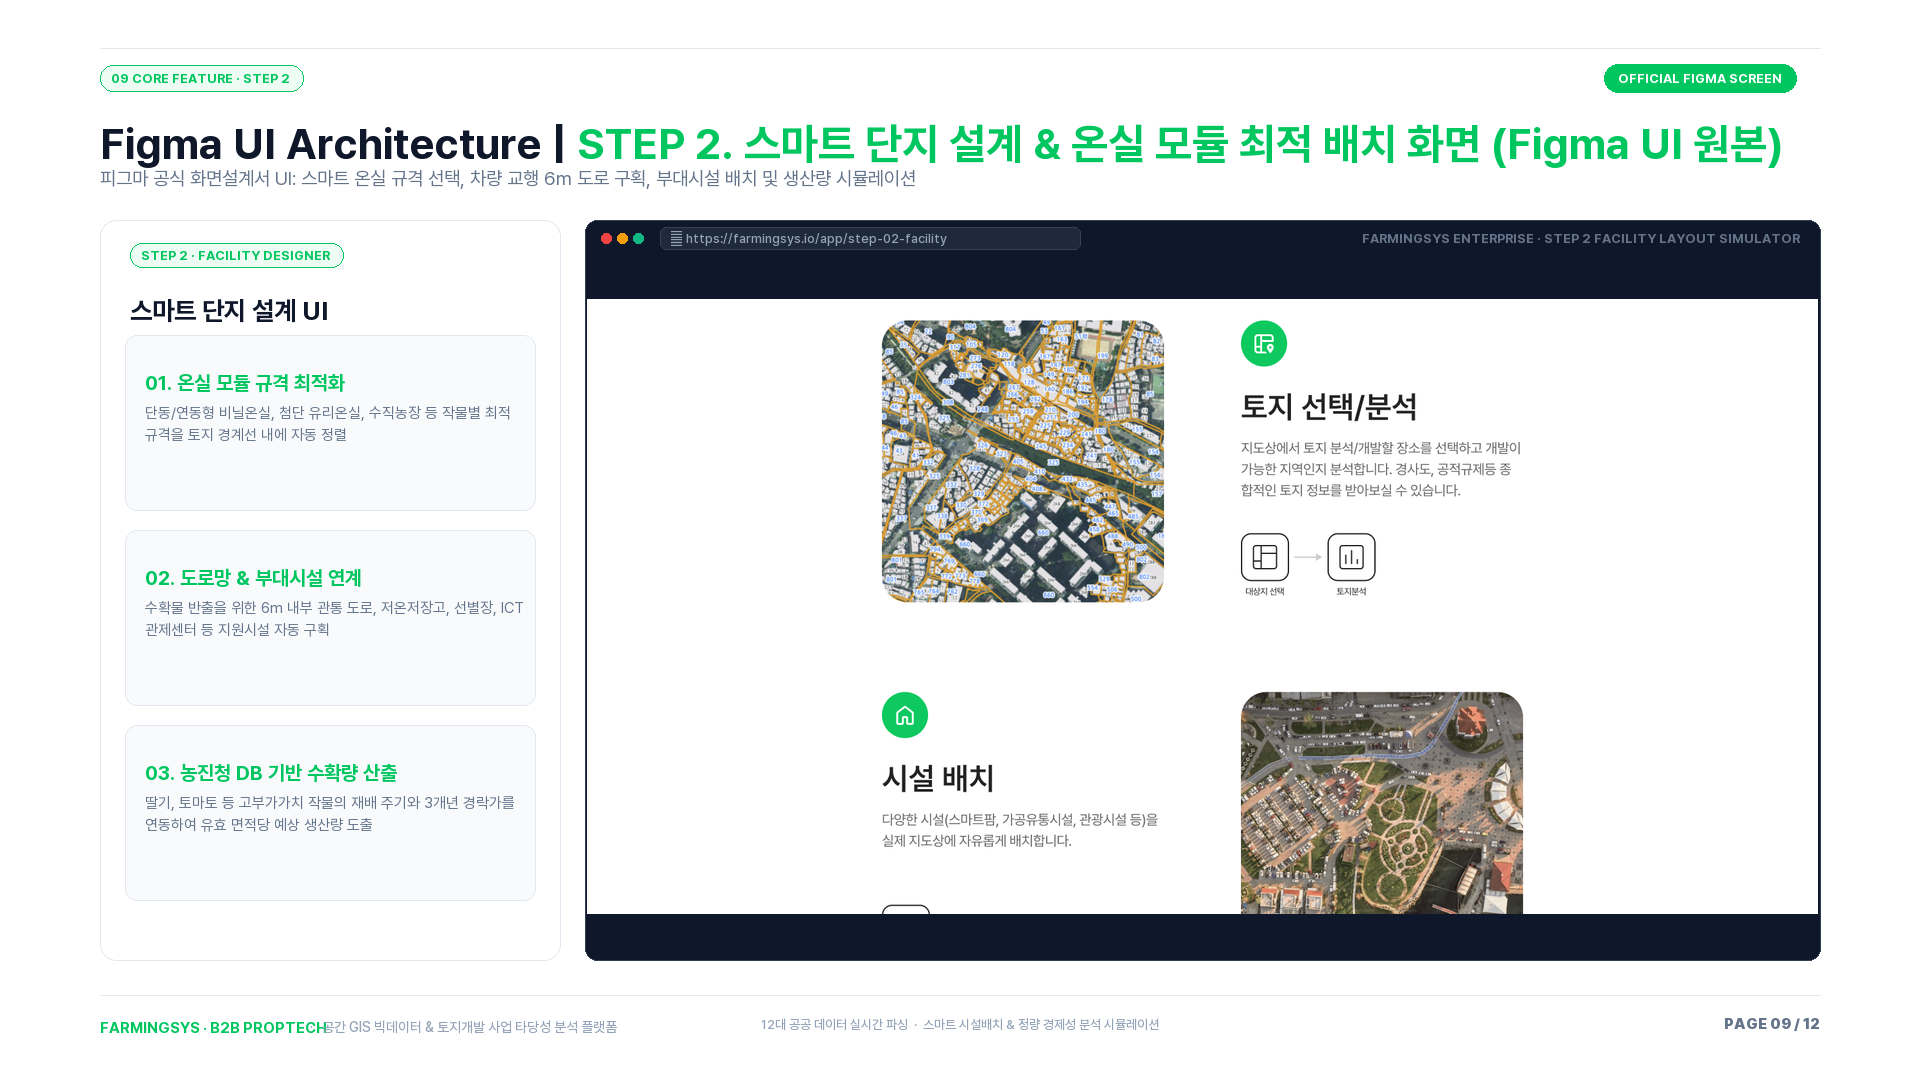 09 CORE FEATURE · STEP 2
OFFICIAL FIGMA SCREEN
Figma UI Architecture | STEP 2. 스마트 단지 설계 & 온실 모듈 최적 배치 화면 (Figma UI 원본)
피그마 공식 화면설계서 UI: 스마트 온실 규격 선택, 차량 교행 6m 도로 구획, 부대시설 배치 및 생산량 시뮬레이션
STEP 2 · FACILITY DESIGNER
스마트 단지 설계 UI
01. 온실 모듈 규격 최적화
단동/연동형 비닐온실, 첨단 유리온실, 수직농장 등 작물별 최적
규격을 토지 경계선 내에 자동 정렬
02. 도로망 & 부대시설 연계
수확물 반출을 위한 6m 내부 관통 도로, 저온저장고, 선별장, ICT
관제센터 등 지원시설 자동 구획
03. 농진청 DB 기반 수확량 산출
딸기, 토마토 등 고부가가치 작물의 재배 주기와 3개년 경락가를
연동하여 유효 면적당 예상 생산량 도출
https://farmingsys.io/app/step-02-facility
FARMINGSYS ENTERPRISE · STEP 2 FACILITY LAYOUT SIMULATOR
토지 선택/분석
지도상에서 토지 분석/개발할 장소를 선택하고 개발이
가능한 지역인지 분석합니다. 경사도, 공적규제등 종
합적인 토지 정보를 받아보실 수 있습니다.
대상지 선택
토지분석
시설 배치
다양한 시설(스마트팜, 가공유통시설, 관광시설 등)을
실제 지도상에 자유롭게 배치합니다.
FARMINGSYS · B2B PROPTECH
공간 GIS 빅데이터 & 토지개발 사업 타당성 분석 플랫폼
12대 공공 데이터 실시간 파싱 · 스마트 시설배치 & 정량 경제성 분석 시뮬레이션
PAGE 09 / 12